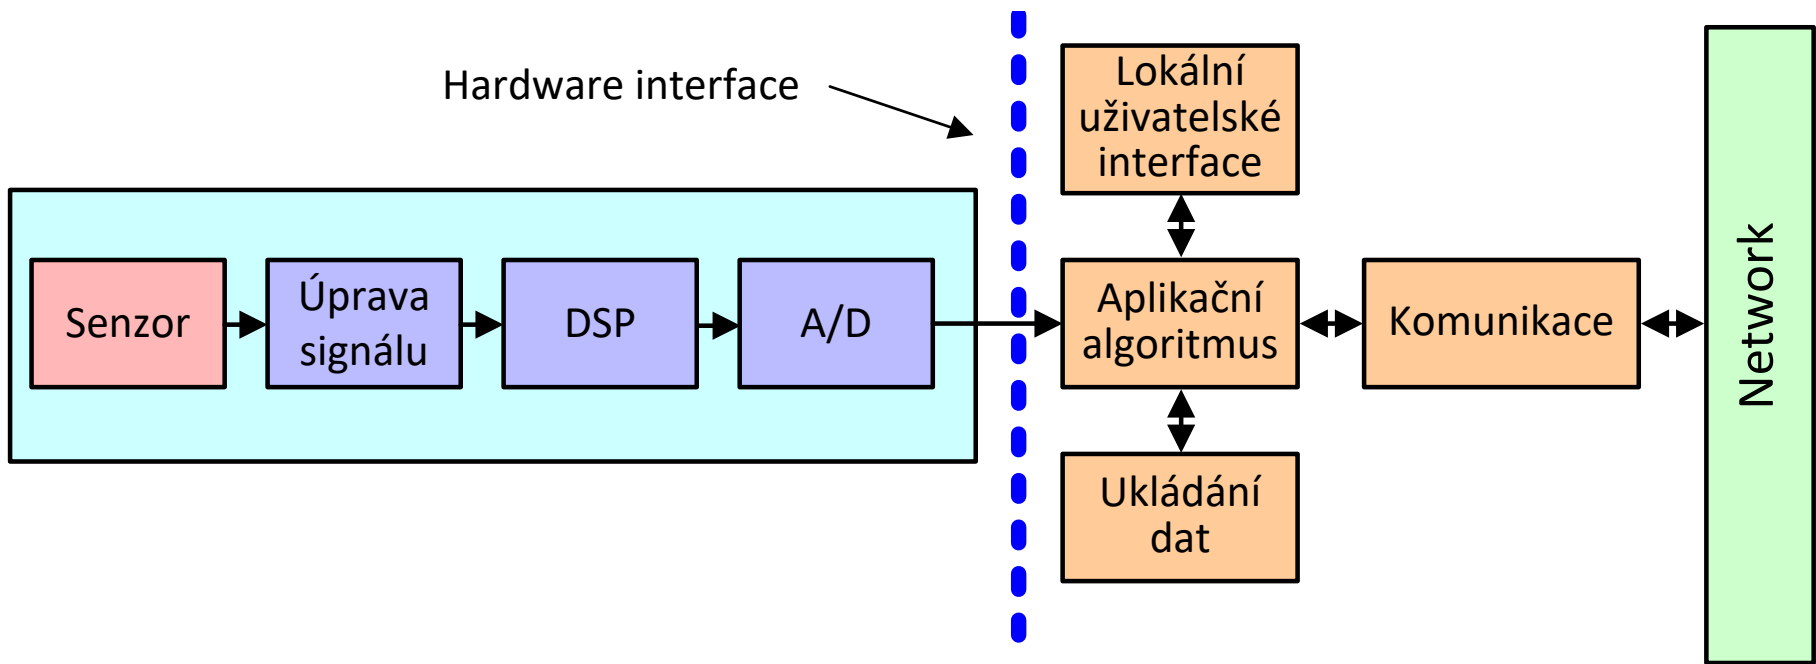 Hardware interface
Lokální
uživatelské
interface
Senzor
Úprava
signálu
DSP
A/D
Aplikační
algoritmus
Komunikace
Network
Ukládání
dat